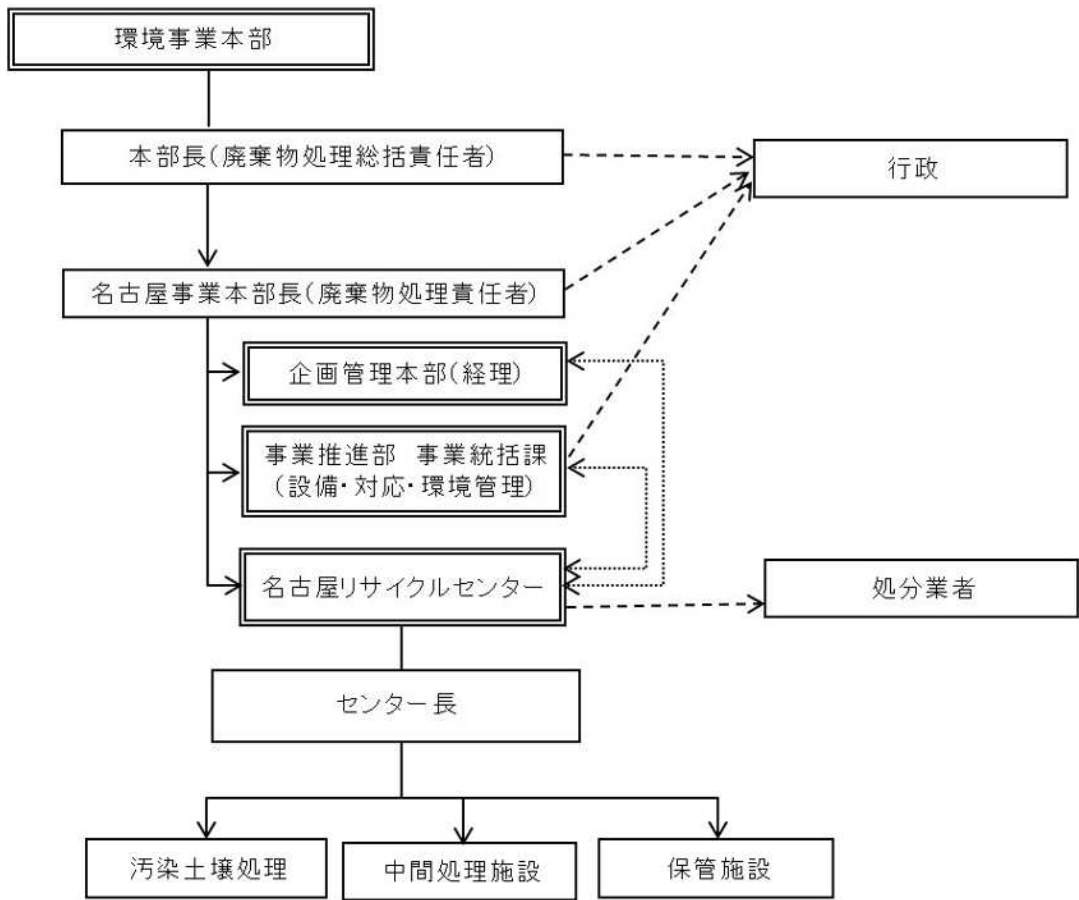 環境事業本部
本部長(廃棄物処理総括責任者)
行政
名古屋事業本部長(廃棄物処理責任者)
企画管理本部(経理)
事業推進部 事業統括課
(設備・対応・環境管理)
名古屋リサイクルセンター
処分業者
センター長
汚染土壌処理
中間処理施設
保管施設